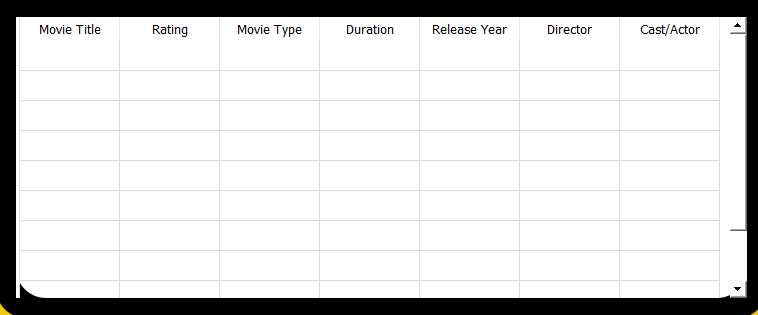 Movie Title Rating Movie Type Duration Release Year Director Cast/Actor